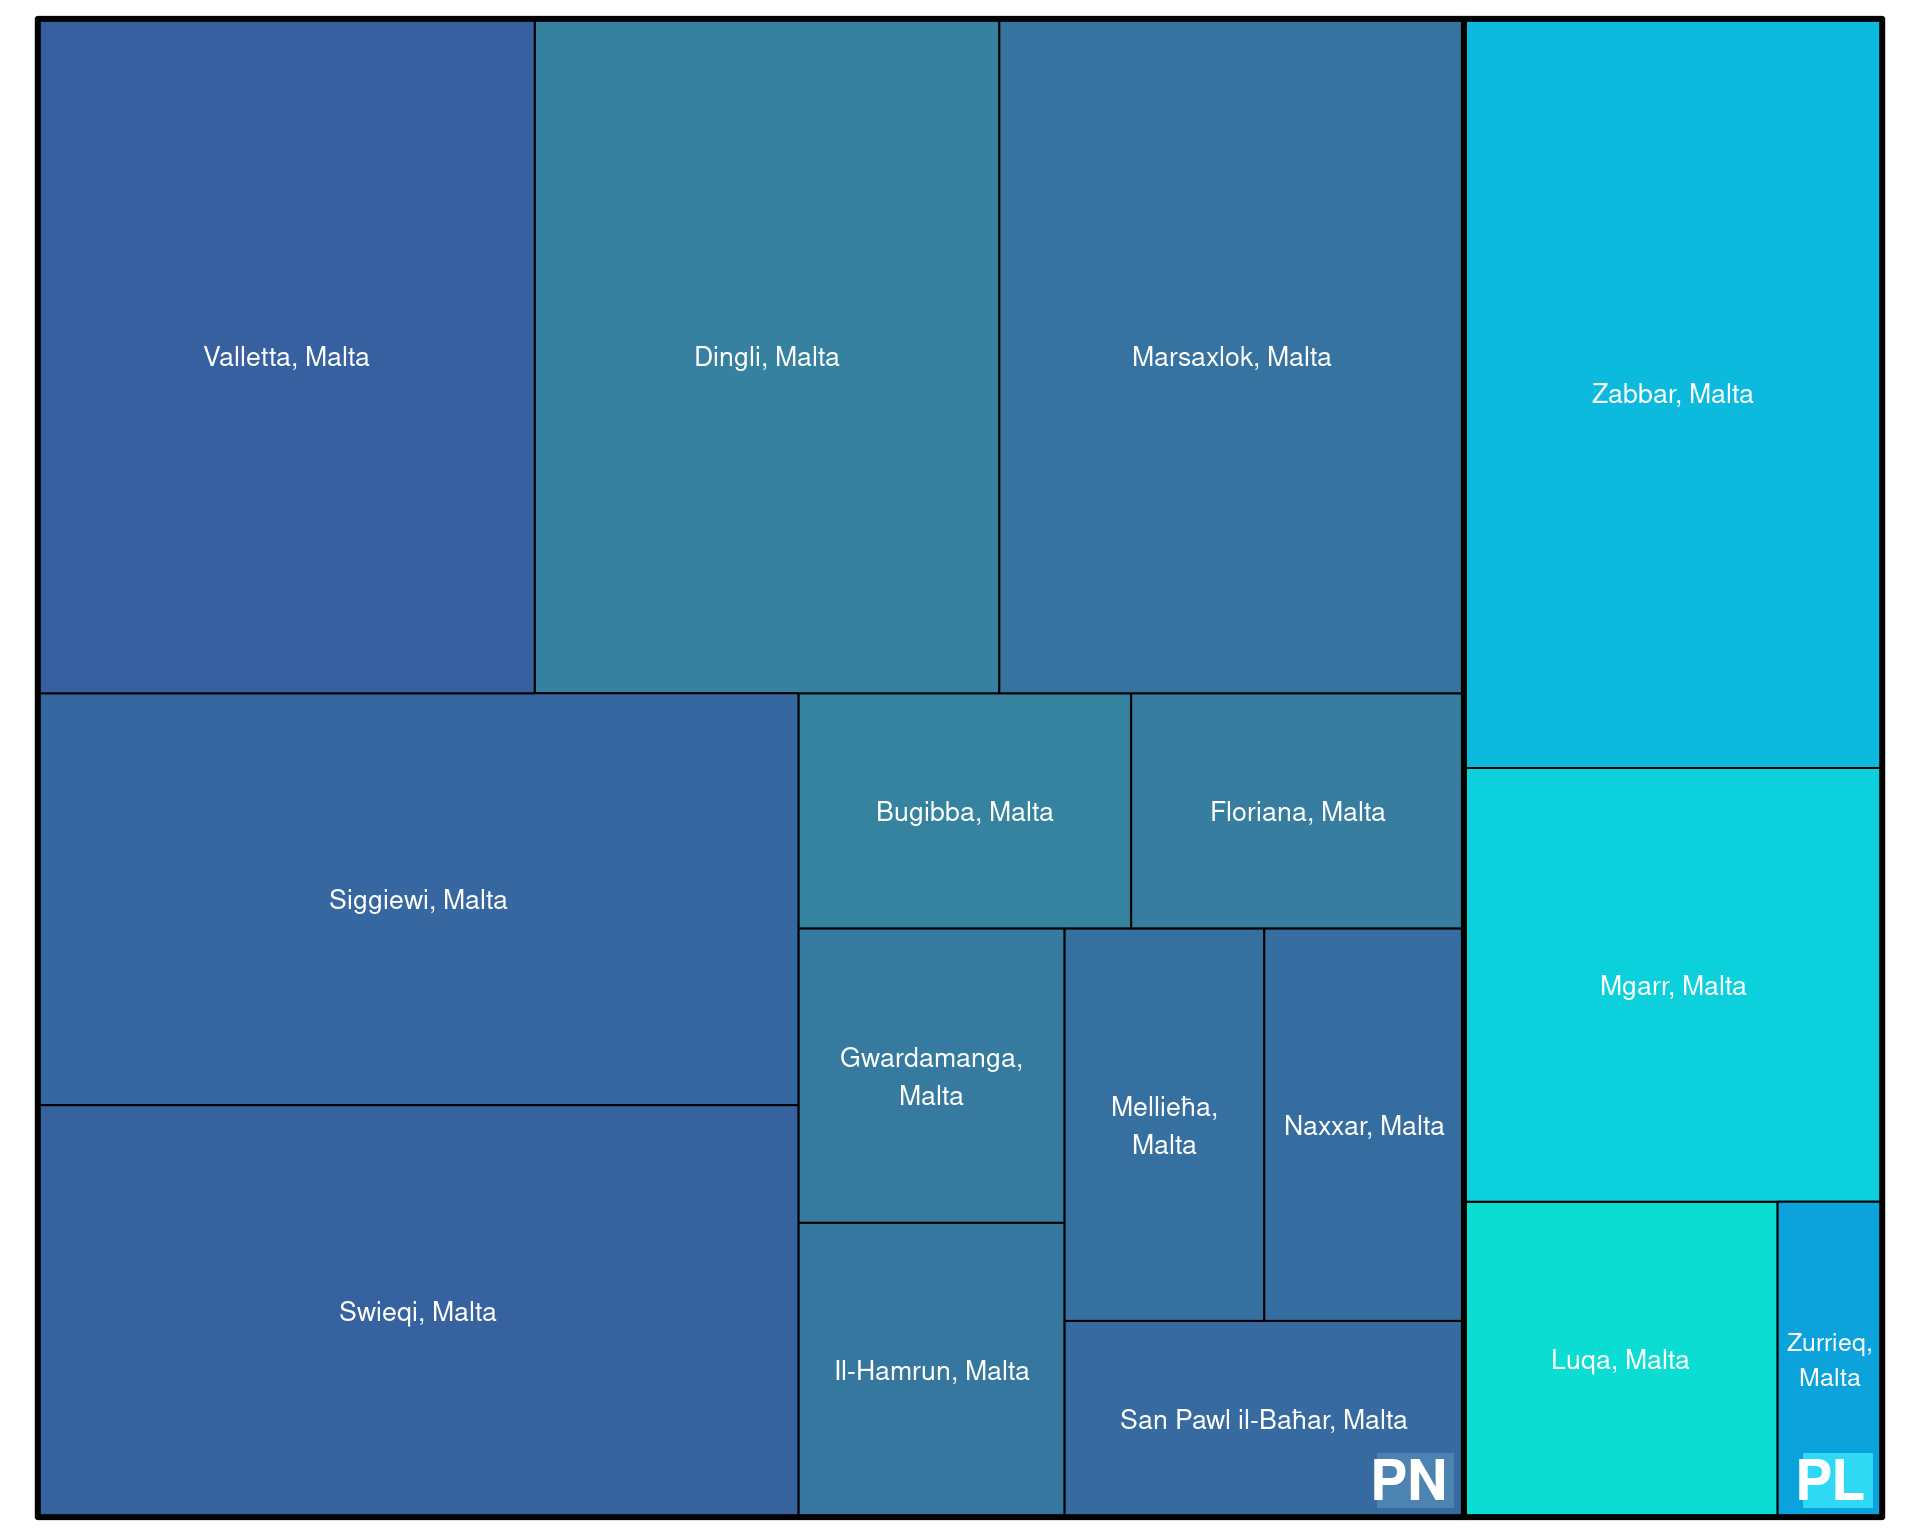 Valletta, Malta
Dingli, Malta
Marsaxlok, Malta
Zabbar, Malta
Bugibba, Malta
Floriana, Malta
Siggiewi, Malta
Mgarr, Malta
Gwardamanga,
Malta
Mellieħa,
Malta
Naxxar, Malta
Swieqi, Malta
Il-Hamrun, Malta
San Pawl il-Baħar, Malta
Luqa, Malta
Zurrieq,
Malta
PN
PL